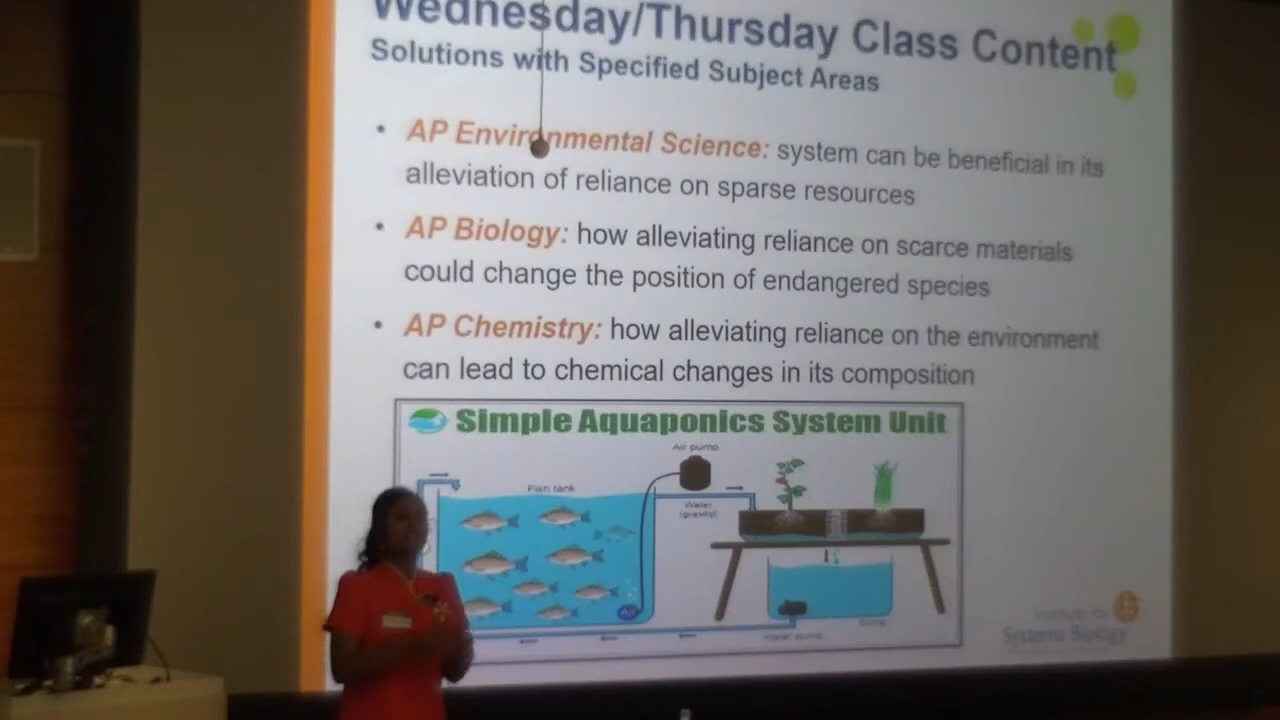 Wednesday/Thursday Class Content
Solutions with Specified Subject Areas
• AP Environmental Science: system can be beneficial in its
alleviation of reliance on sparse resources
• AP Biology: how alleviating reliance on scarce materials
could change the position of endangered species
• AP Chemistry: how alleviating reliance on the environment
can lead to chemical changes in its composition
Simple Aquaponics System Unit
Air pump
Fish tank
Water
(gravity)
Air
Water pump
Sump
Institute for
Systems Biology